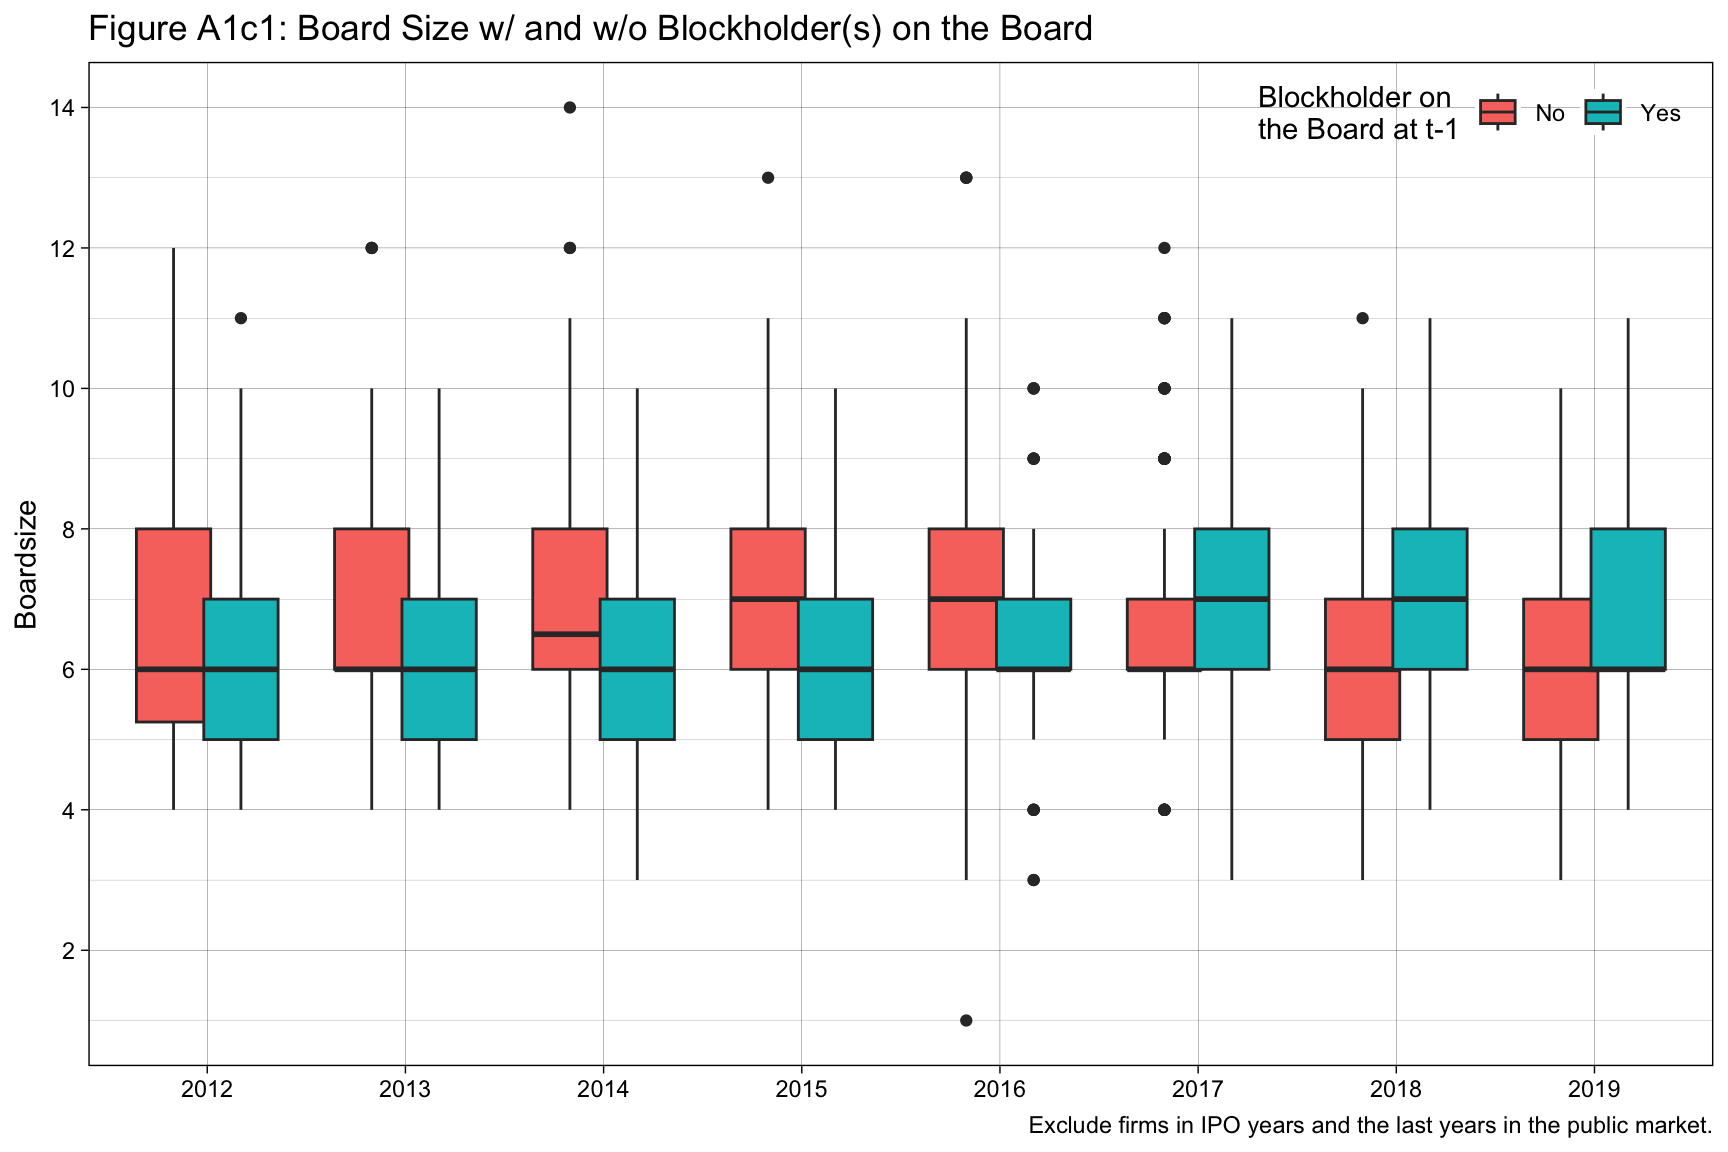 Figure A1c1: Board Size w/ and w/o Blockholder(s) on the Board
Blockholder on
the Board at t-1
No
Yes
Boardsize
14
12
10
8
6
4
2
2012
2013
2014
2015
2016
2017
2018
2019
Exclude firms in IPO years and the last years in the public market.